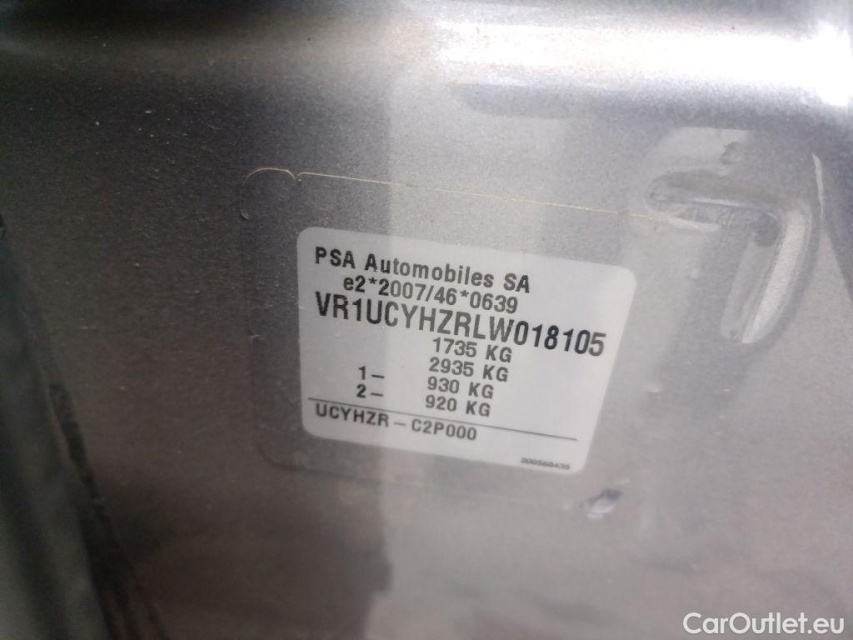 PSA Automobiles SA
e2*2007/46*0639
VR1UCYHZRLW018105
1735 KG
2935 KG
1- 930 KG
2- 920 KG
UCYHZR - C2P000
CarOutlet.eu